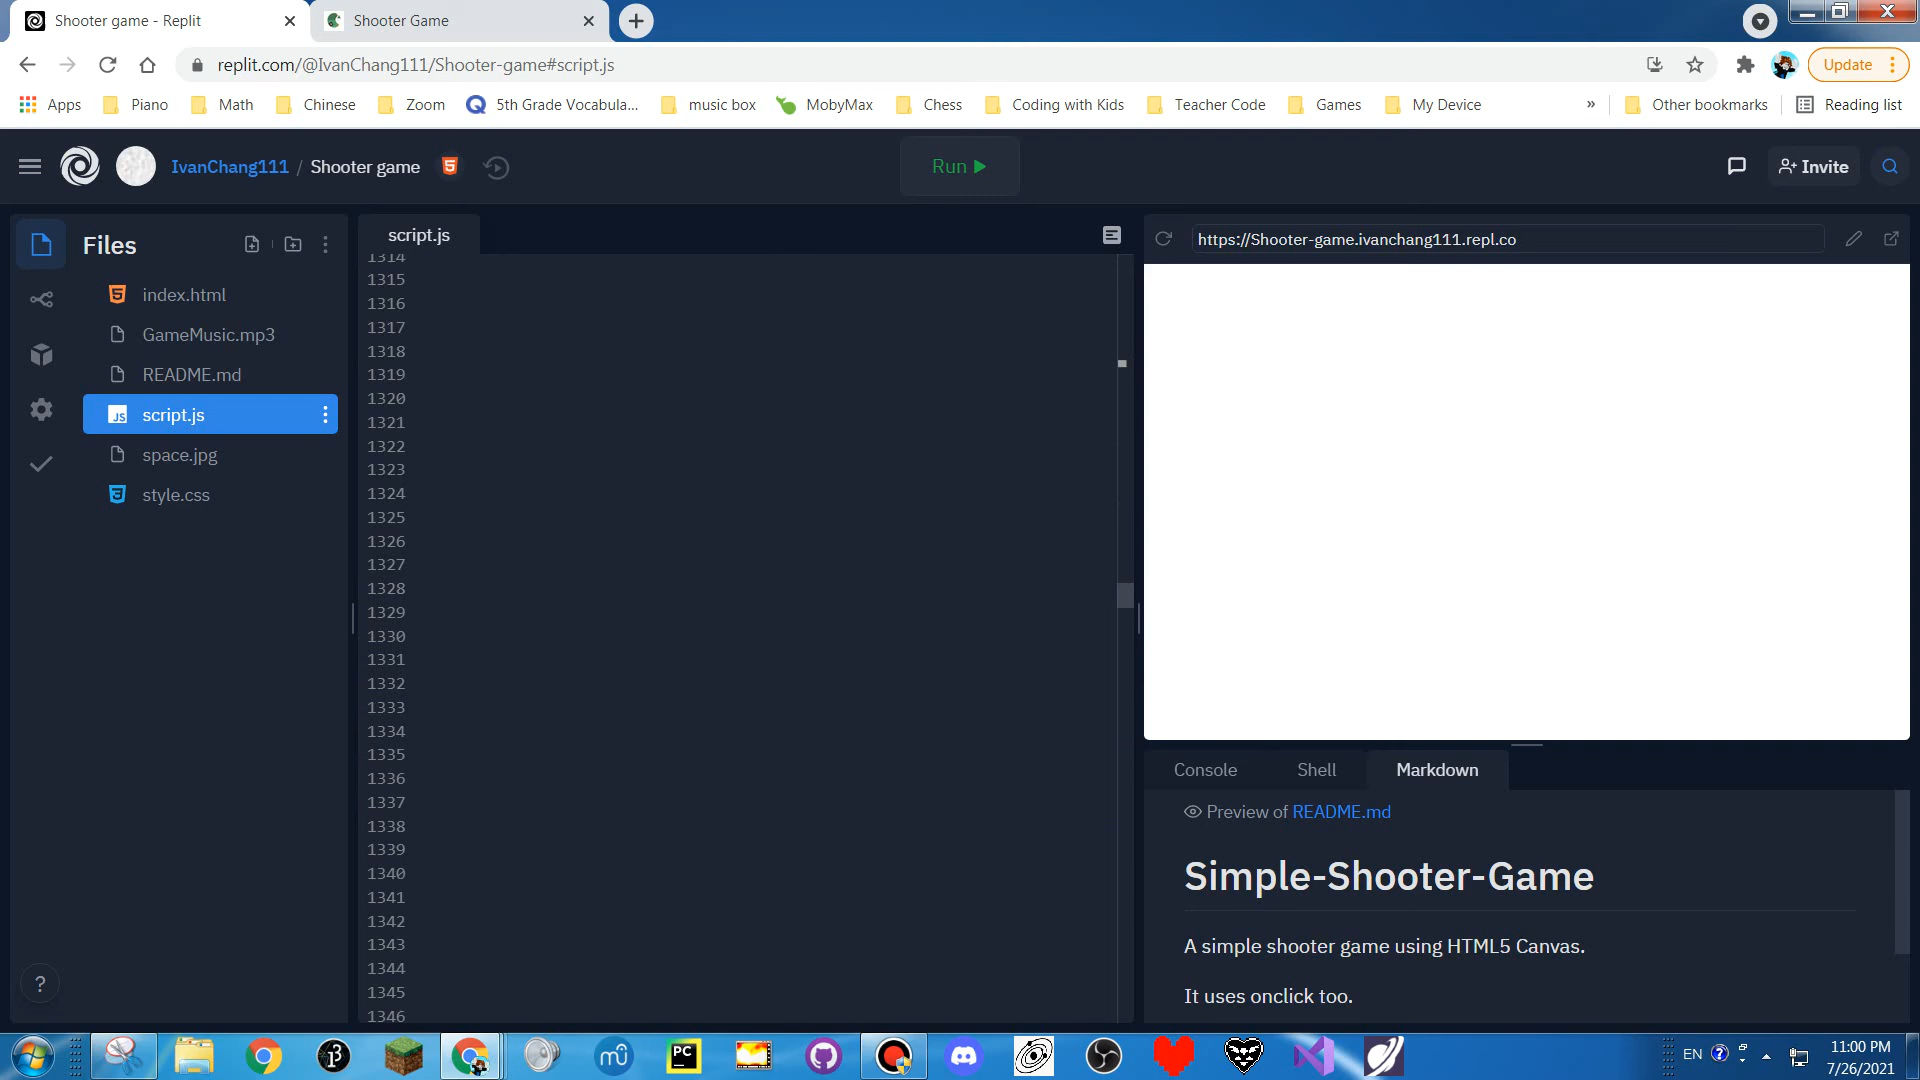 Shooter game - Replit
Shooter Game
replit.com/@IvanChang111/Shooter-game#script.js
Update
Apps
Piano
Math
Chinese
Zoom
5th Grade Vocabula...
music box
MobyMax
Chess
Coding with Kids
Teacher Code
Games
My Device
»
Other bookmarks
Reading list
IvanChang111 / Shooter game
Run
Invite
Files
index.html
GameMusic.mp3
README.md
script.js
space.jpg
style.css
?
script.js
1314
1315
1316
1317
1318
1319
1320
1321
1322
1323
1324
1325
1326
1327
1328
1329
1330
1331
1332
1333
1334
1335
1336
1337
1338
1339
1340
1341
1342
1343
1344
1345
1346
https://Shooter-game.ivanchang111.repl.co
Console
Shell
Markdown
Preview of README.md
Simple-Shooter-Game
A simple shooter game using HTML5 Canvas.
It uses onclick too.
PC
EN
11:00 PM
7/26/2021